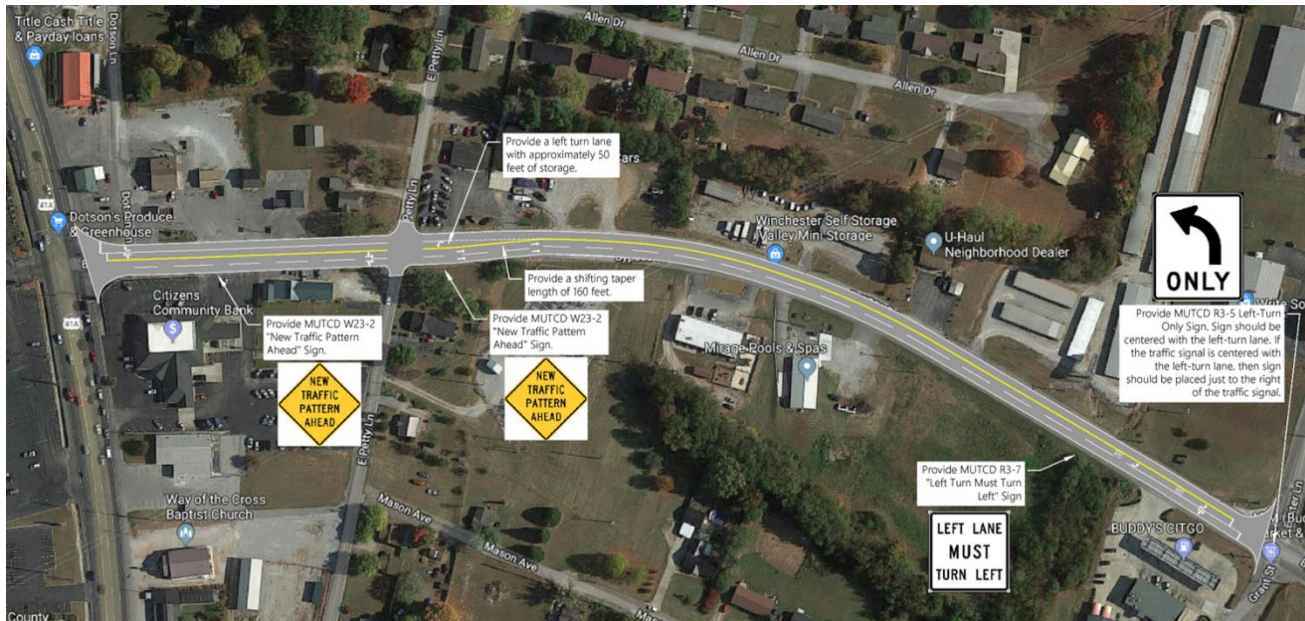 Title Cash Title
& Payday loans
Dotson Ln
E Petty Ln
Allen Dr
Allen Dr
Allen Dr
Provide a left turn lane
with approximately 50
feet of storage.
41A
Dotson's Produce
& Greenhouse
Petty Ln
Winchester Self Storage
Valley Mini Storage
U-Haul
Neighborhood Dealer
ONLY
Provide a shifting taper
length of 160 feet.
Provide MUTCD R3-5 Left-Turn
Only Sign. Sign should be
centered with the left-turn lane. If
the traffic signal is centered with
the left-turn lane, then sign
should be placed just to the right
of the traffic signal.
Citizens
Community Bank
41A
Provide MUTCD W23-2
"New Traffic Pattern
Ahead" Sign.
Provide MUTCD W23-2
"New Traffic Pattern
Ahead" Sign.
Mirage Pools & Spas
NEW
TRAFFIC
PATTERN
AHEAD
NEW
TRAFFIC
PATTERN
AHEAD
E Petty Ln
Provide MUTCD R3-7
"Left Turn Must Turn
Left" Sign
Way of the Cross
Baptist Church
Mason Ave
Mason Ave
LEFT LANE
MUST
TURN LEFT
BUDDY'S CITGO
Grant St
County